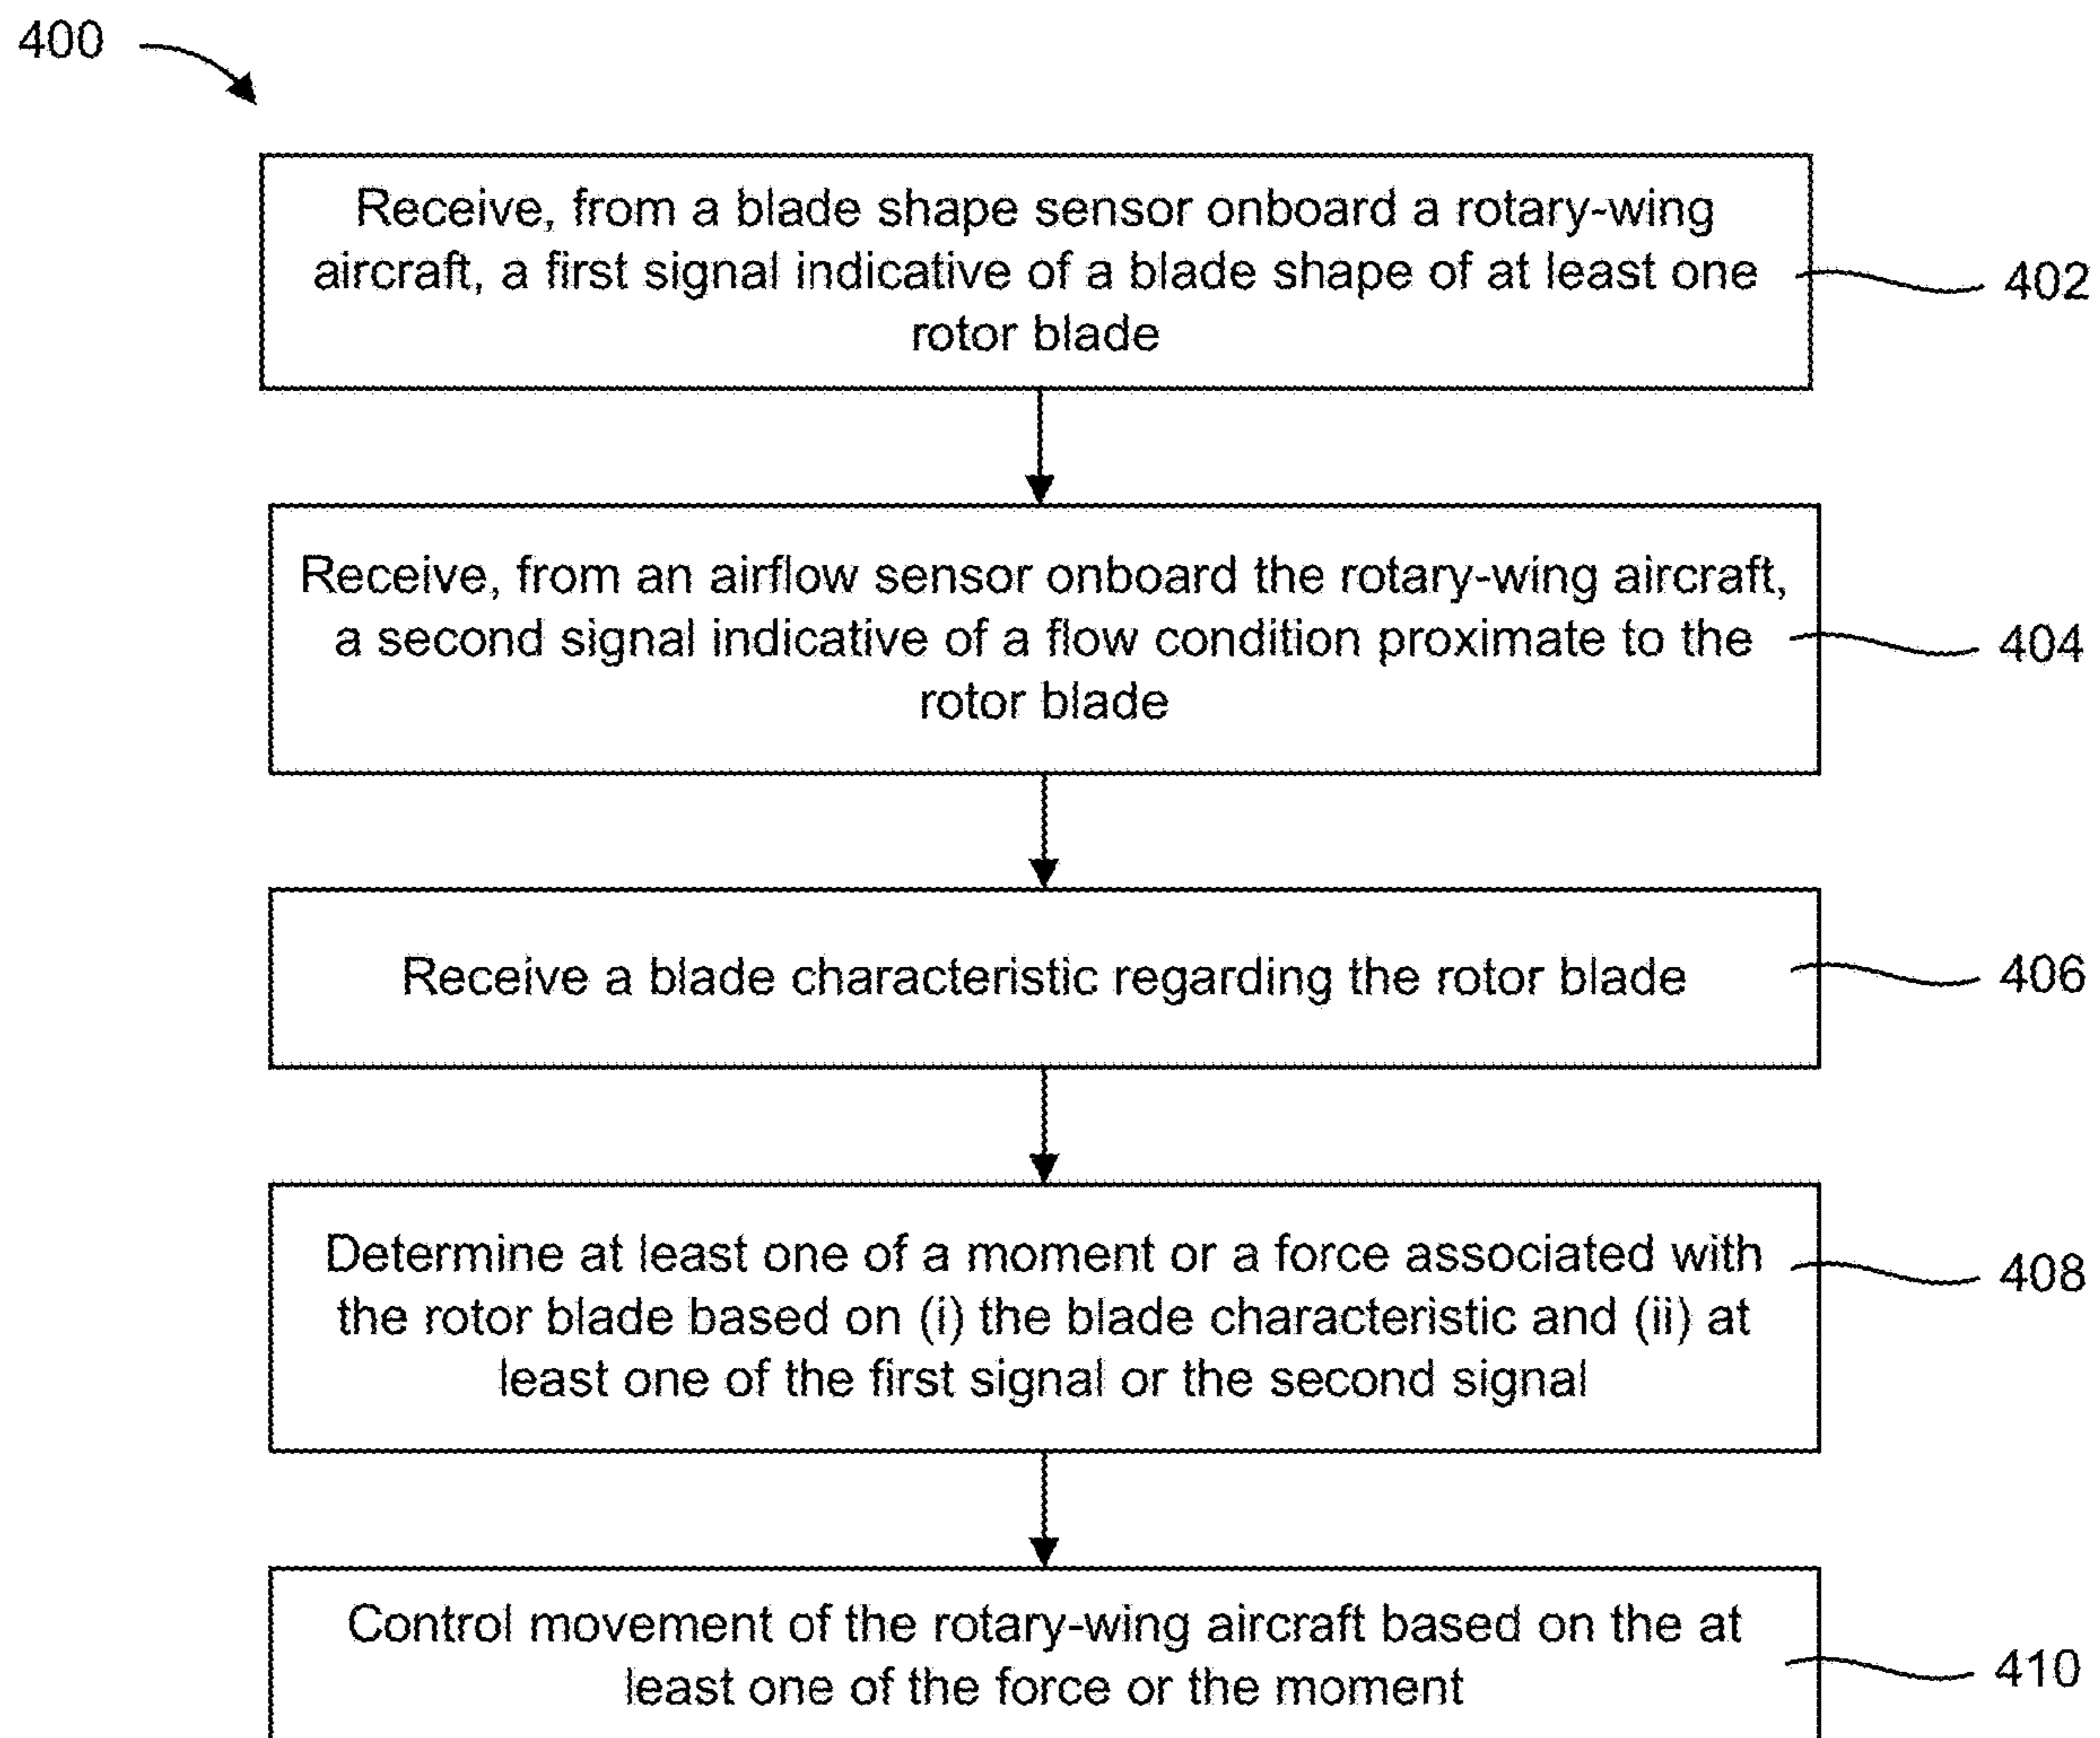 400
Receive, from a blade shape sensor onboard a rotary-wing
aircraft, a first signal indicative of a blade shape of at least one
rotor blade
402
Receive, from an airflow sensor onboard the rotary-wing aircraft,
a second signal indicative of a flow condition proximate to the
rotor blade
404
Receive a blade characteristic regarding the rotor blade
406
Determine at least one of a moment or a force associated with
the rotor blade based on (i) the blade characteristic and (ii) at
least one of the first signal or the second signal
408
Control movement of the rotary-wing aircraft based on the at
least one of the force or the moment
410